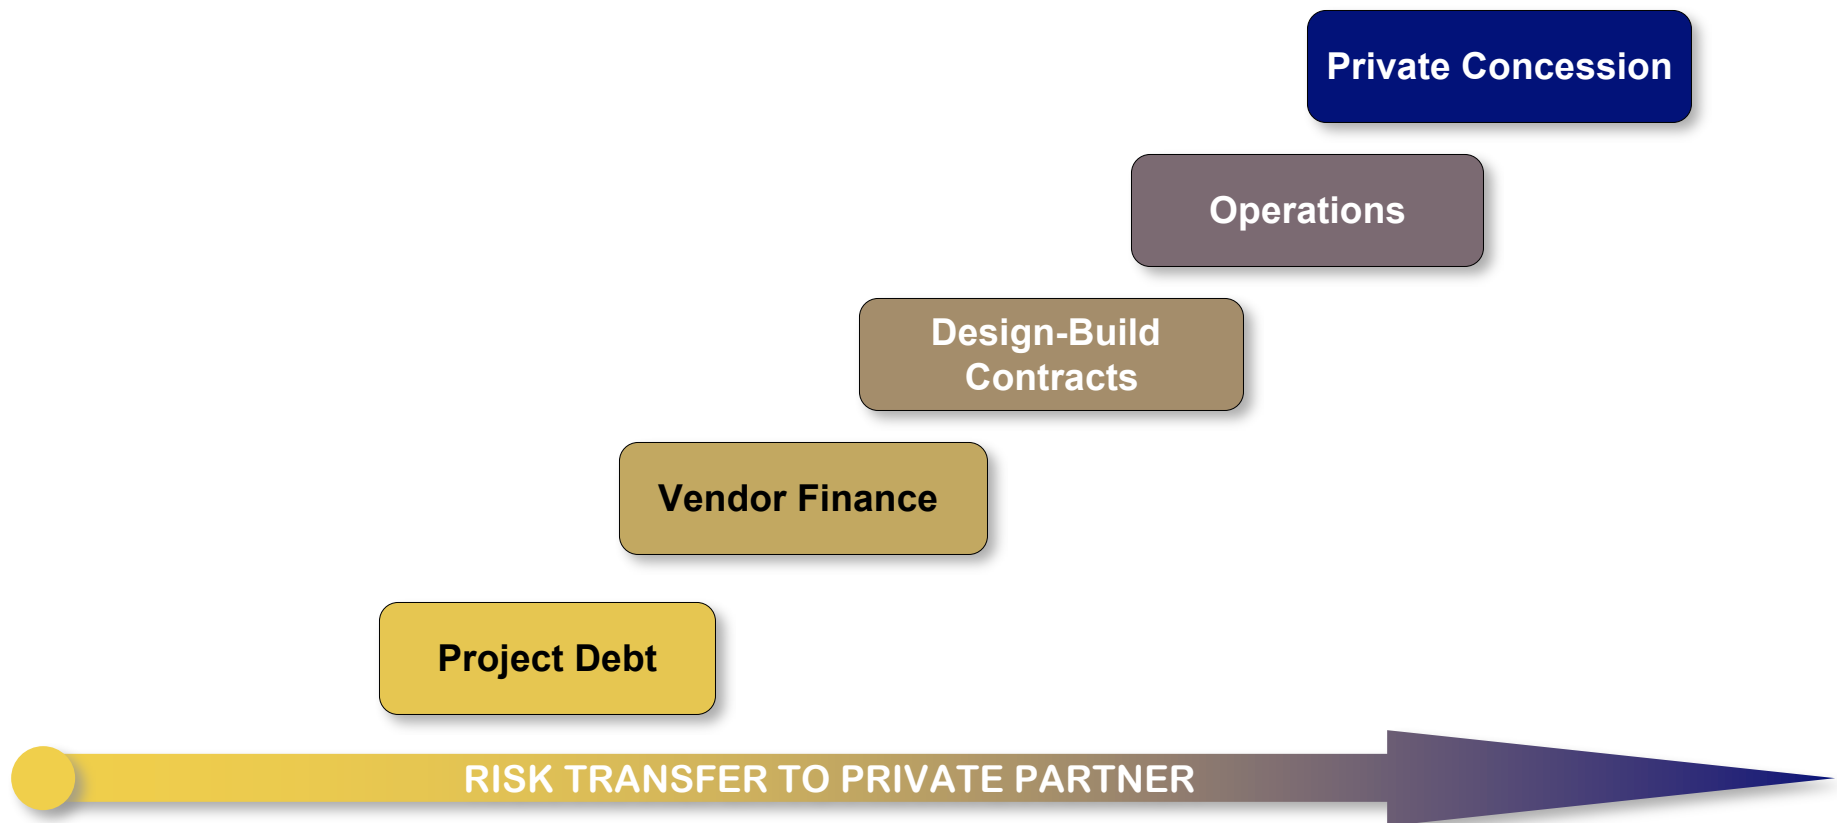 Private Concession
Operations
Design-Build
Contracts
Vendor Finance
Project Debt
RISK TRANSFER TO PRIVATE PARTNER